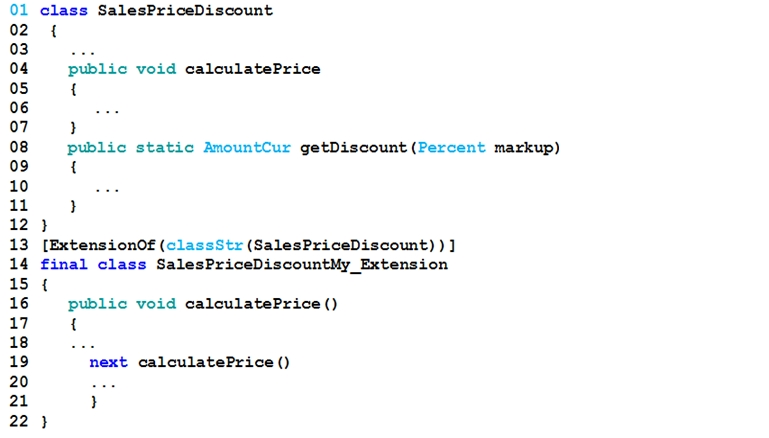 01 class SalesPriceDiscount
02 {
03 ...
04 public void calculatePrice
05 {
06 ...
07 }
08 public static AmountCur getDiscount(Percent markup)
09 {
10 ...
11 }
12 }
13 [ExtensionOf(classStr(SalesPriceDiscount))]
14 final class SalesPriceDiscountMy_Extension
15 {
16 public void calculatePrice()
17 {
18 ...
19 next calculatePrice()
20 ...
21 }
22 }